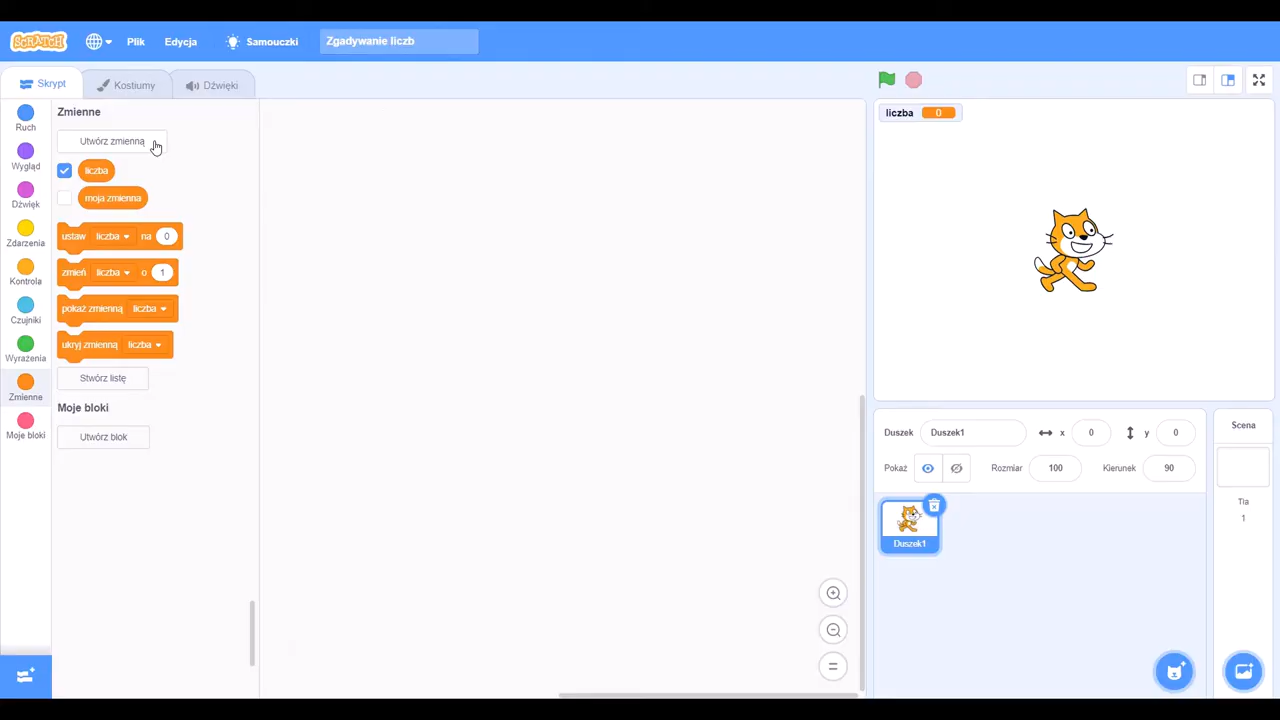 SCRATCH Plik Edycja Samouczki Zgadywanie liczb
Skrypt Kostiumy Dźwięki
Ruch
Wygląd
Dźwięk
Zdarzenia
Kontrola
Czujniki
Wyrażenia
Zmienne
Moje bloki
Zmienne
Utwórz zmienną
liczba
moja zmienna
ustaw liczba na 0
zmień liczba o 1
pokaż zmienną liczba
ukryj zmienną liczba
Stwórz listę
Moje bloki
Utwórz blok
liczba 0
Duszek Duszek1 x 0 y 0
Pokaż Rozmiar 100 Kierunek 90
Duszek1
Scena
Tła
1